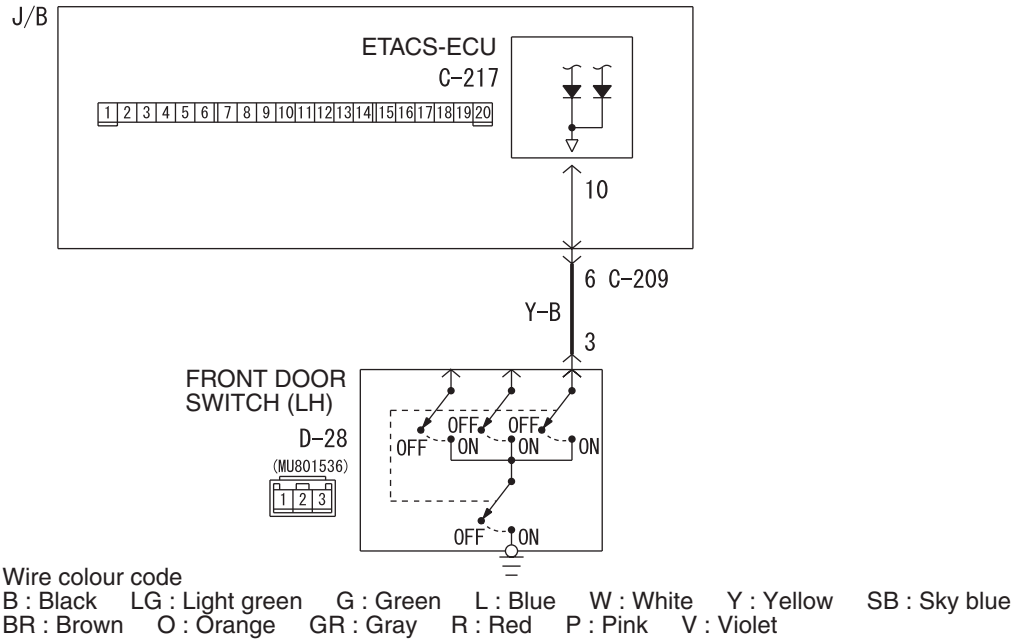 J/B
ETACS-ECU
C-217
1 2 3 4 5 6 7 8 9 10 11 12 13 14 15 16 17 18 19 20
10
6 C-209
Y-B
3
FRONT DOOR
SWITCH (LH)
D-28
(MU801536)
1 2 3
OFF ON OFF ON OFF ON
OFF ON
Wire colour code
B : Black LG : Light green G : Green L : Blue W : White Y : Yellow SB : Sky blue
BR : Brown O : Orange GR : Gray R : Red P : Pink V : Violet